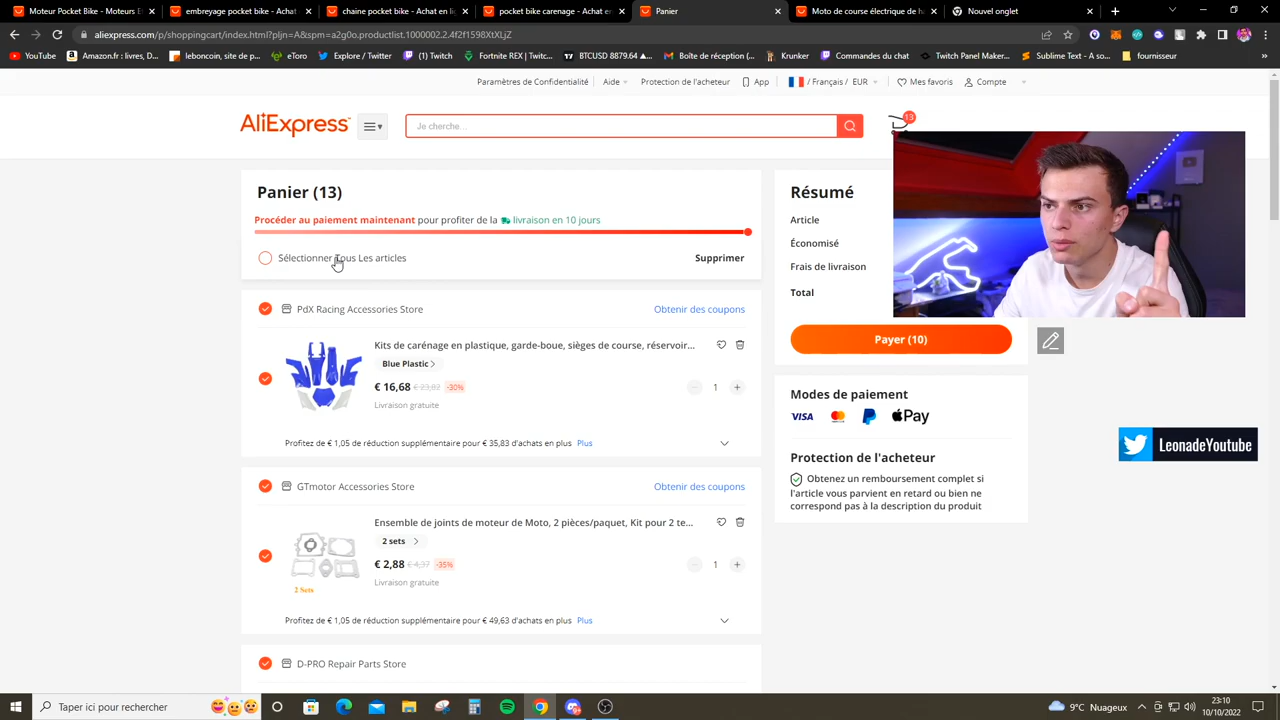 Moteur Pocket Bike - Moteurs B
embreyage pocket - Achat
chaine pocket bike - Achat en lig
pocket bike carenage - Achat en
Panier
Moto de course électrique de h
Nouvel onglet
aliexpress.com/p/shoppingcart/index.html?pljn=A&spm=a2g0o.productlist.1000002.2.4f2f1598XtXLjZ
YouTube
Amazon.fr : livres, D...
leboncoin, site de p...
eToro
Explore / Twitter
(1) Twitch
Fortnite REX | Twitc...
BTCUSD 8879.64 ▲...
Boîte de réception (...
Krunker
Commandes du chat
Twitch Panel Maker...
Sublime Text - A so...
fournisseur
»
Paramètres de Confidentialité
Aide
Protection de l'acheteur
App
/ Français / EUR
Mes favoris
Compte
AliExpress
Je cherche...
13
Panier (13)
Procéder au paiement maintenant pour profiter de la livraison en 10 jours
Sélectionner Tous Les articles
Supprimer
PdX Racing Accessories Store
Obtenir des coupons
Kits de carénage en plastique, garde-boue, sièges de course, réservoir...
Blue Plastic
€ 16,68 € 23,82 -30%
1
Livraison gratuite
Profitez de € 1,05 de réduction supplémentaire pour € 35,83 d'achats en plus Plus
GTmotor Accessories Store
Obtenir des coupons
Ensemble de joints de moteur de Moto, 2 pièces/paquet, Kit pour 2 te...
2 sets
€ 2,88 € 4,37 -35%
1
Livraison gratuite
2 Sets
Profitez de € 1,05 de réduction supplémentaire pour € 49,63 d'achats en plus Plus
D-PRO Repair Parts Store
Résumé
Article
Économisé
Frais de livraison
Total
Payer (10)
Modes de paiement
VISA
Pay
Protection de l'acheteur
Obtenez un remboursement complet si
l'article vous parvient en retard ou bien ne
correspond pas à la description du produit
LeonadeYoutube
Taper ici pour rechercher
9°C Nuageux
23:10
10/10/2022